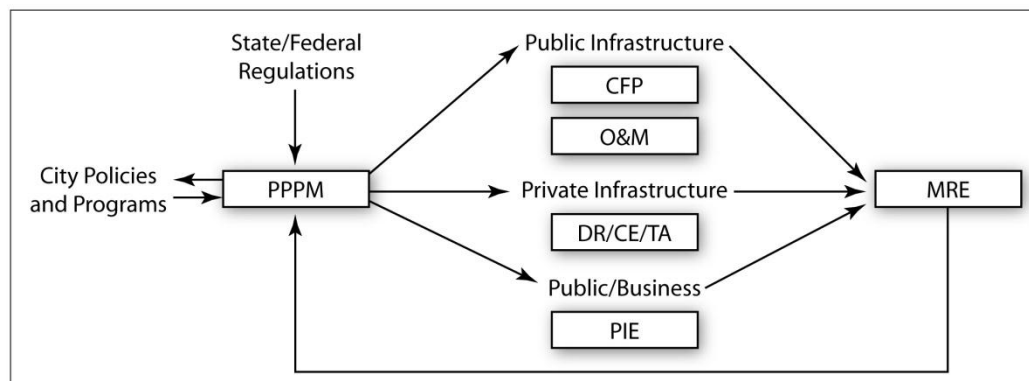 State/Federal
Regulations
Public Infrastructure
CFP
O&M
City Policies
and Programs
PPPM
Private Infrastructure
MRE
DR/CE/TA
Public/Business
PIE